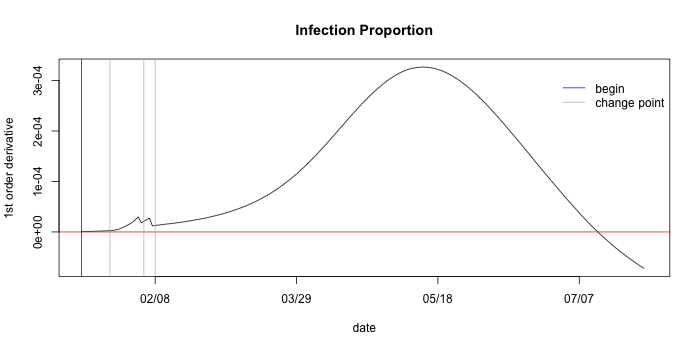 Infection Proportion
1st order derivative
3e-04
2e-04
1e-04
0e+00
begin
change point
02/08
03/29
05/18
07/07
date